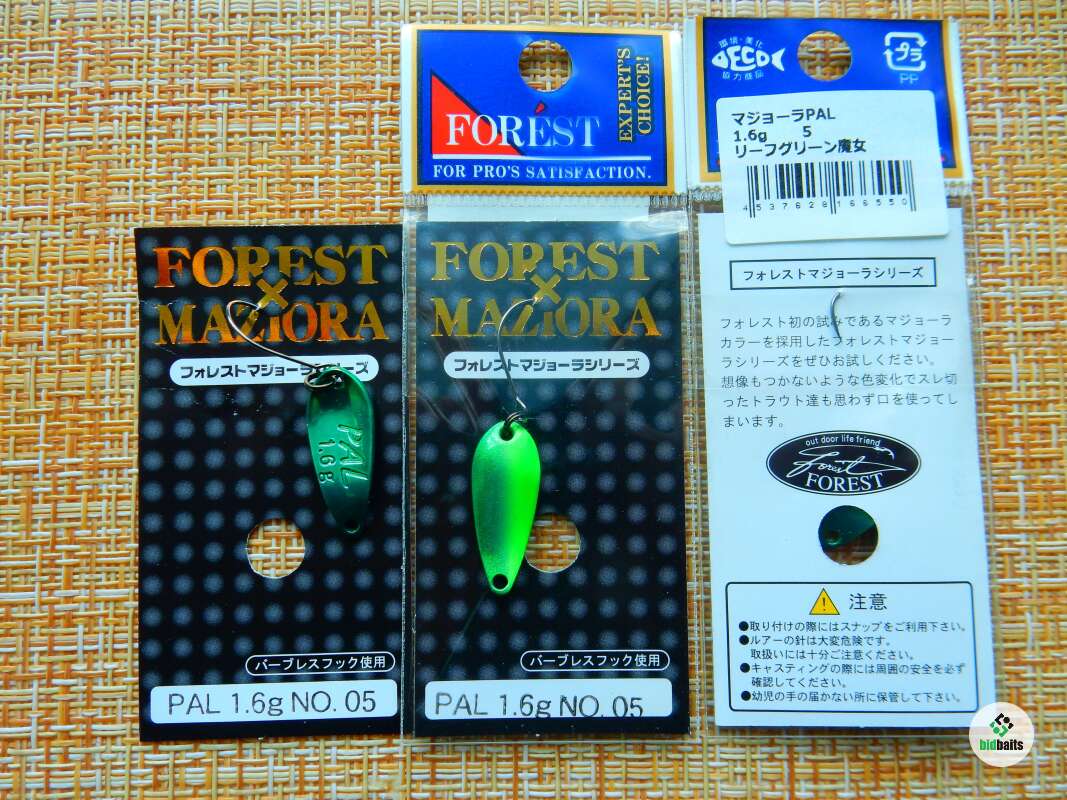 FOREST
×
MAZIORA
フォレストマジョーラシリーズ
PAL
1.6g
バーブレスフック使用
PAL 1.6g NO. 05
FOREST
EXPERT'S
CHOICE!
FOR PRO'S SATISFACTION.
FOREST
×
MAZIORA
フォレストマジョーラシリーズ
バーブレスフック使用
PAL 1.6g NO. 05
環境・美化
ECO
協力商品
プラ
PP
マジョーラPAL
1.6g 5
リーフグリーン魔女
4537828166550
フォレストマジョーラシリーズ
フォレスト初の試みであるマジョーラ
カラーを採用したフォレストマジョー
ラシリーズをぜひお試しください。
想像もつかないような色変化でスレ切
ったトラウト達も思わず口を使ってし
まいます。
out door life friend
Forest
FOREST
注意
●取り付けの際にはスナップをご利用下さい。
●ルアーの針は大変危険です。
取扱いには十分ご注意ください。
●キャスティングの際には周囲の安全を必ず
確認してください。
●幼児の手の届かない所に保管して下さい。
bidbaits